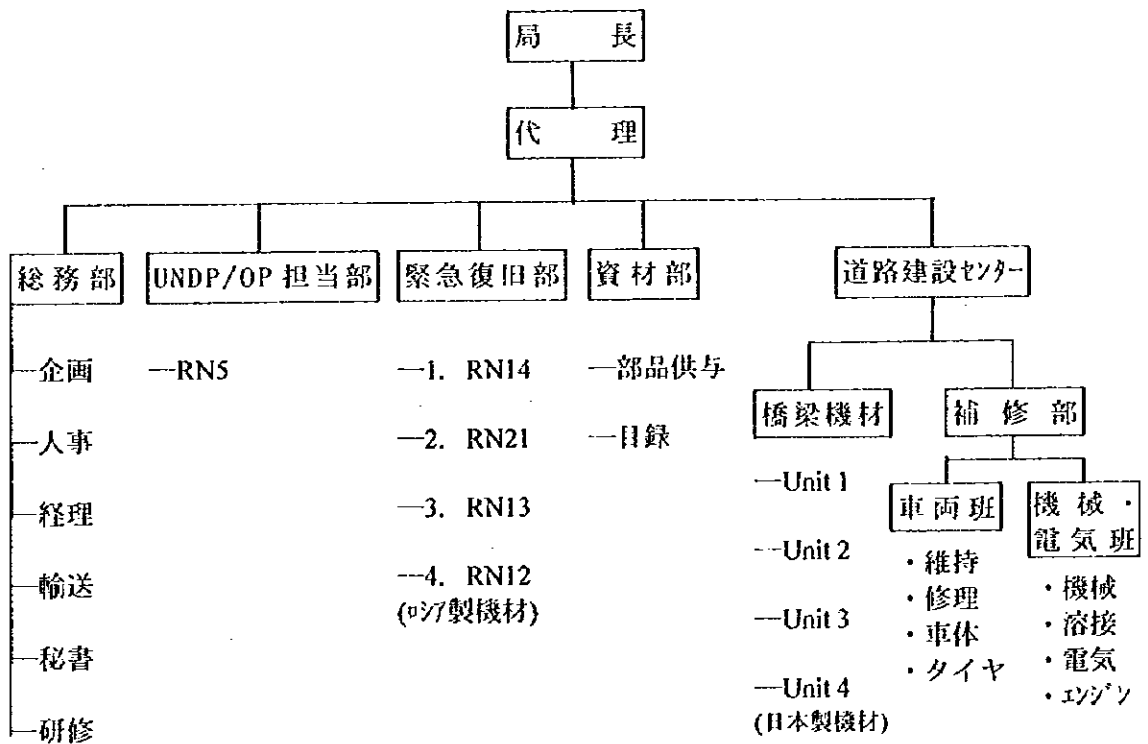 局長
代理
総務部
企画
人事
経理
輸送
秘書
研修
UNDP/OP 担当部
RN5
緊急復旧部
1. RN14
2. RN21
3. RN13
4. RN12
(ロシア製機材)
資材部
部品供与
目録
道路建設センター
橋梁機材
Unit 1
Unit 2
Unit 3
Unit 4
(日本製機材)
補修部
車両班
・維持
・修理
・車体
・タイヤ
機械・
電気班
・機械
・溶接
・電気
・エンジン